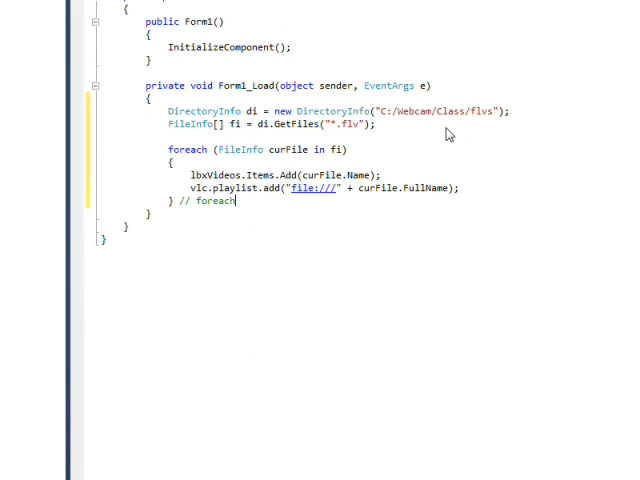 {
public Form1()
{
InitializeComponent();
}
private void Form1_Load(object sender, EventArgs e)
{
DirectoryInfo di = new DirectoryInfo("C:/Webcam/Class/flvs");
FileInfo[] fi = di.GetFiles("*.flv");
foreach (FileInfo curFile in fi)
{
lbxVideos.Items.Add(curFile.Name);
vlc.playlist.add("file:///" + curFile.FullName);
} // foreach
}
}
}